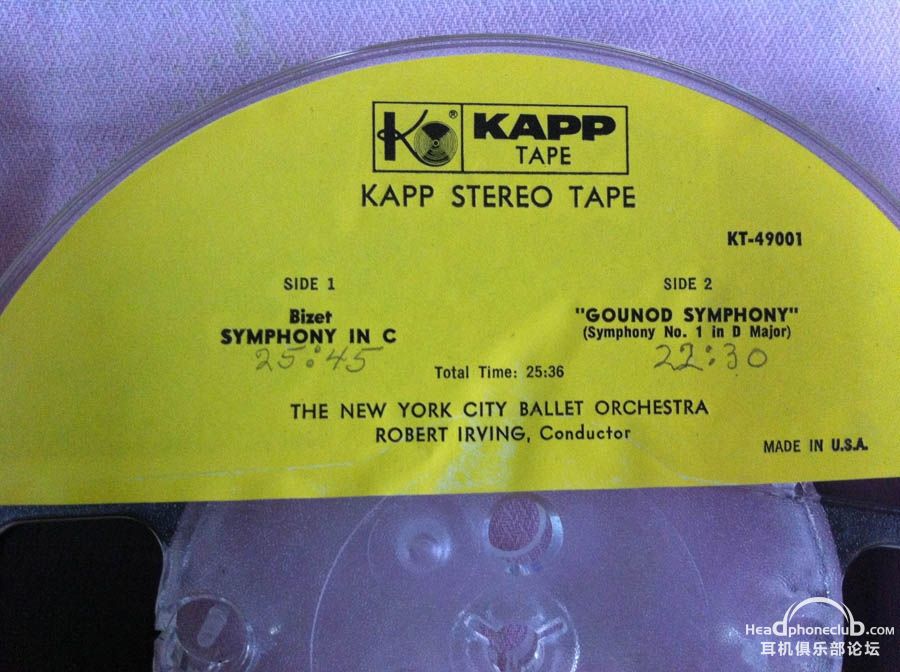 K ®
KAPP
TAPE
KAPP STEREO TAPE
KT-49001
SIDE 1
Bizet
SYMPHONY IN C
25:45
SIDE 2
"GOUNOD SYMPHONY"
(Symphony No. 1 in D Major)
22:30
Total Time: 25:36
THE NEW YORK CITY BALLET ORCHESTRA
ROBERT IRVING, Conductor
MADE IN U.S.A.
HeadphoneclubD.com
耳机俱乐部论坛